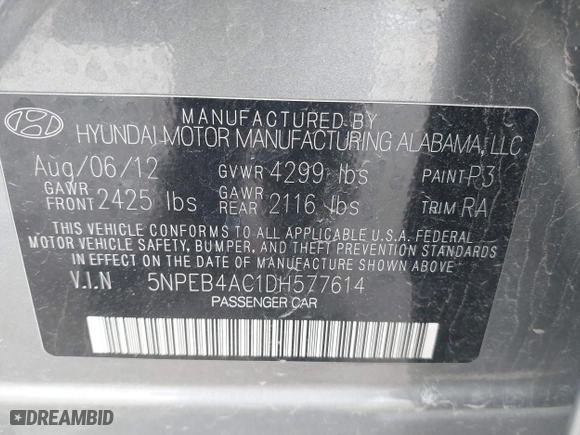 MANUFACTURED BY
HYUNDAI MOTOR MANUFACTURING ALABAMA, LLC
Aug/06/12 GVWR 4299 lbs PAINT P3
GAWR FRONT 2425 lbs GAWR REAR 2116 lbs TRIM RA
THIS VEHICLE CONFORMS TO ALL APPLICABLE U.S.A. FEDERAL
MOTOR VEHICLE SAFETY, BUMPER, AND THEFT PREVENTION STANDARDS
IN EFFECT ON THE DATE OF MANUFACTURE SHOWN ABOVE.
V.I.N 5NPEB4AC1DH577614
PASSENGER CAR
DREAMBID